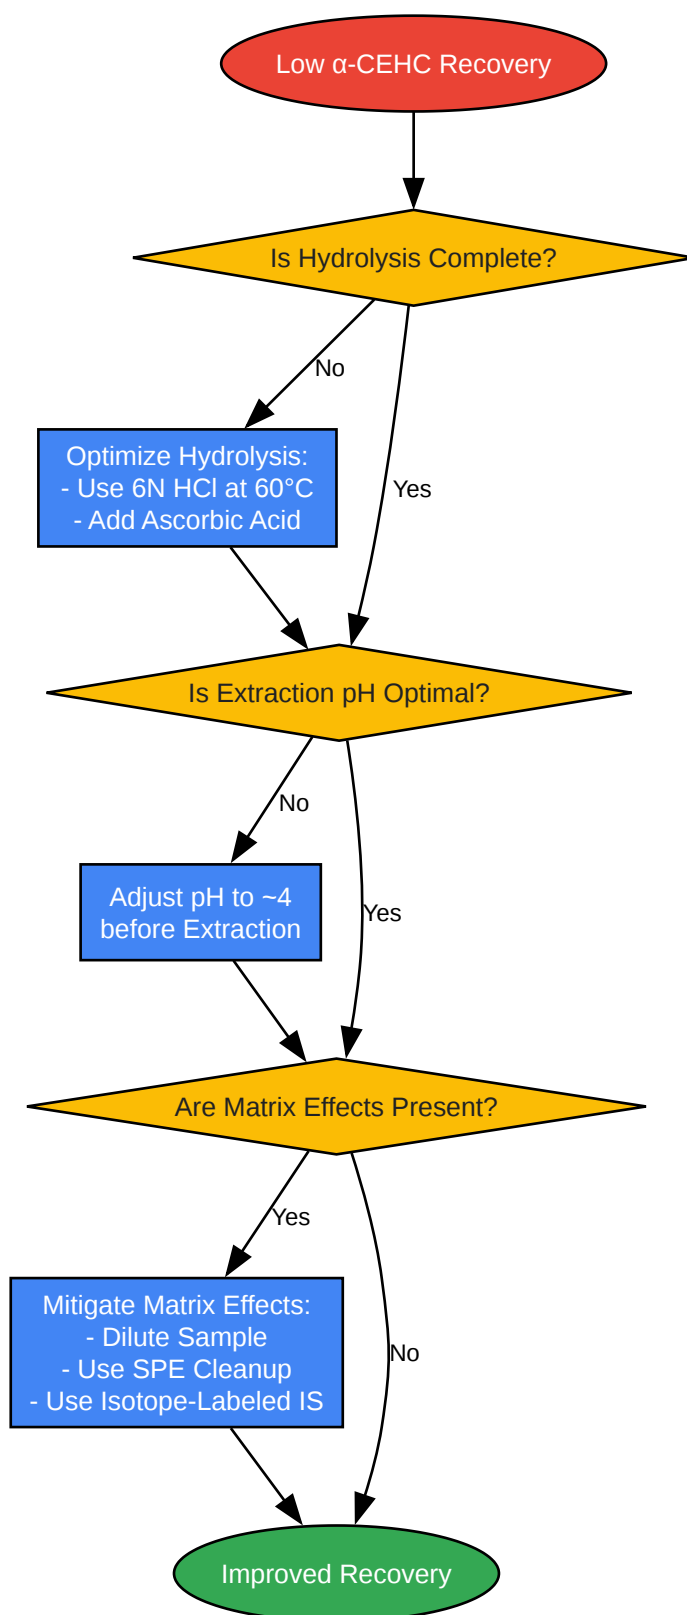 Low α-CEHC Recovery
Is Hydrolysis Complete?
No
Optimize Hydrolysis:
- Use 6N HCl at 60°C
- Add Ascorbic Acid
Yes
Is Extraction pH Optimal?
No
Adjust pH to ~4
before Extraction
Yes
Are Matrix Effects Present?
Yes
Mitigate Matrix Effects:
- Dilute Sample
- Use SPE Cleanup
- Use Isotope-Labeled IS
No
Improved Recovery